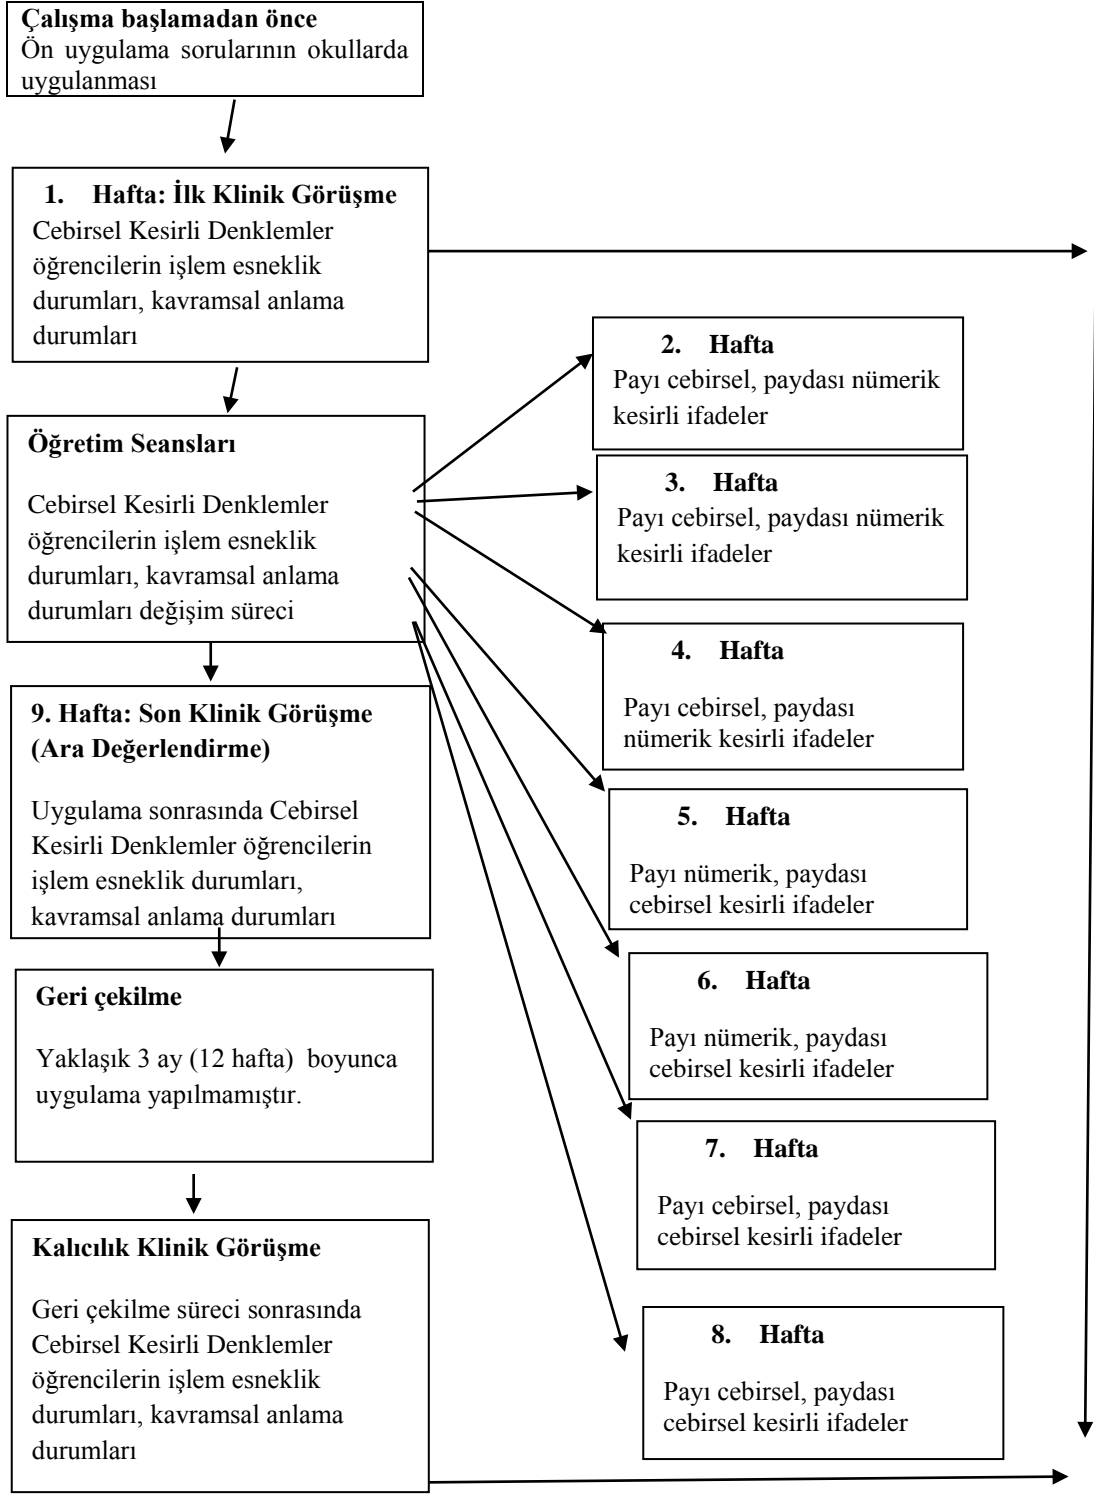 Çalışma başlamadan önce
Ön uygulama sorularının okullarda
uygulanması
1. Hafta: İlk Klinik Görüşme
Cebirsel Kesirli Denklemler
öğrencilerin işlem esneklik
durumları, kavramsal anlama
durumları
Öğretim Seansları
Cebirsel Kesirli Denklemler
öğrencilerin işlem esneklik
durumları, kavramsal anlama
durumları değişim süreci
9. Hafta: Son Klinik Görüşme
(Ara Değerlendirme)
Uygulama sonrasında Cebirsel
Kesirli Denklemler öğrencilerin
işlem esneklik durumları,
kavramsal anlama durumları
Geri çekilme
Yaklaşık 3 ay (12 hafta) boyunca
uygulama yapılmamıştır.
Kalıcılık Klinik Görüşme
Geri çekilme süreci sonrasında
Cebirsel Kesirli Denklemler
öğrencilerin işlem esneklik
durumları, kavramsal anlama
durumları
2. Hafta
Payı cebirsel, paydası nümerik
kesirli ifadeler
3. Hafta
Payı cebirsel, paydası nümerik
kesirli ifadeler
4. Hafta
Payı cebirsel, paydası
nümerik kesirli ifadeler
5. Hafta
Payı nümerik, paydası
cebirsel kesirli ifadeler
6. Hafta
Payı nümerik, paydası
cebirsel kesirli ifadeler
7. Hafta
Payı cebirsel, paydası
cebirsel kesirli ifadeler
8. Hafta
Payı cebirsel, paydası
cebirsel kesirli ifadeler